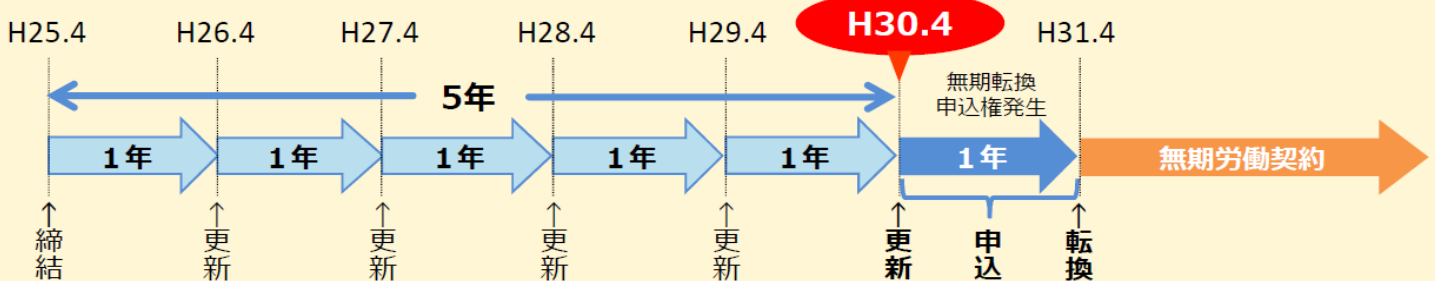 H25.4 H26.4 H27.4 H28.4 H29.4 H30.4 H31.4
5年
無期転換
申込権発生
1年 1年 1年 1年 1年 1年 無期労働契約
↑締結 ↑更新 ↑更新 ↑更新 ↑更新 ↑更新 申込 ↑転換